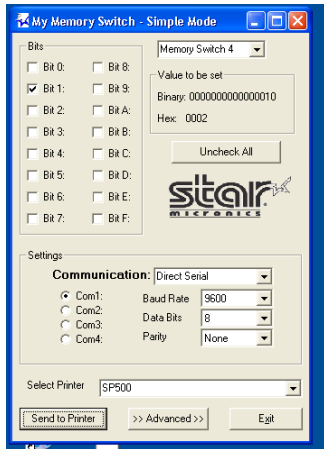 My Memory Switch - Simple Mode
Bits
Bit 0: Bit 8:
Bit 1: Bit 9:
Bit 2: Bit A:
Bit 3: Bit B:
Bit 4: Bit C:
Bit 5: Bit D:
Bit 6: Bit E:
Bit 7: Bit F:
Memory Switch 4
Value to be set
Binary: 0000000000000010
Hex: 0002
Uncheck All
star
micronics
Settings
Communication: Direct Serial
Com1:
Com2:
Com3:
Com4:
Baud Rate 9600
Data Bits 8
Parity None
Select Printer SP500
Send to Printer >> Advanced >> Exit